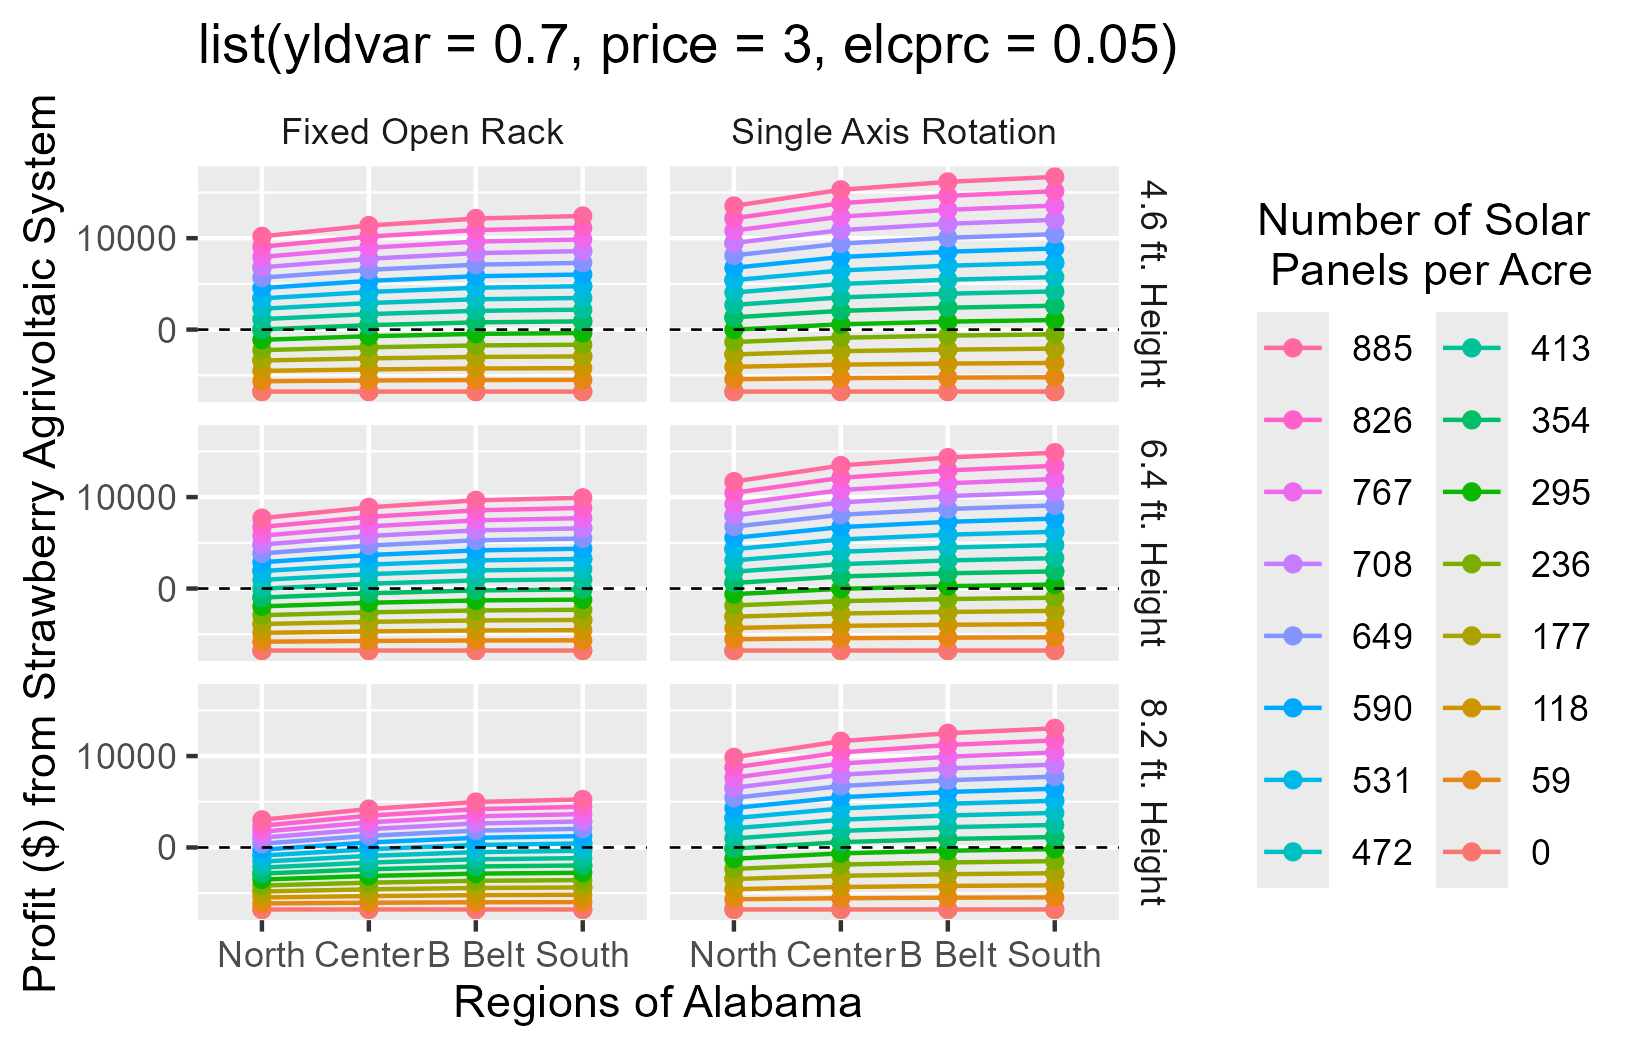 list(yldvar = 0.7, price = 3, elcprc = 0.05)
Profit ($) from Strawberry Agrivoltaic System
Fixed Open Rack
Single Axis Rotation
10000
0
4.6 ft. Height
10000
0
6.4 ft. Height
10000
0
8.2 ft. Height
North Center B Belt South
North Center B Belt South
Regions of Alabama
Number of Solar
Panels per Acre
885 413
826 354
767 295
708 236
649 177
590 118
531 59
472 0